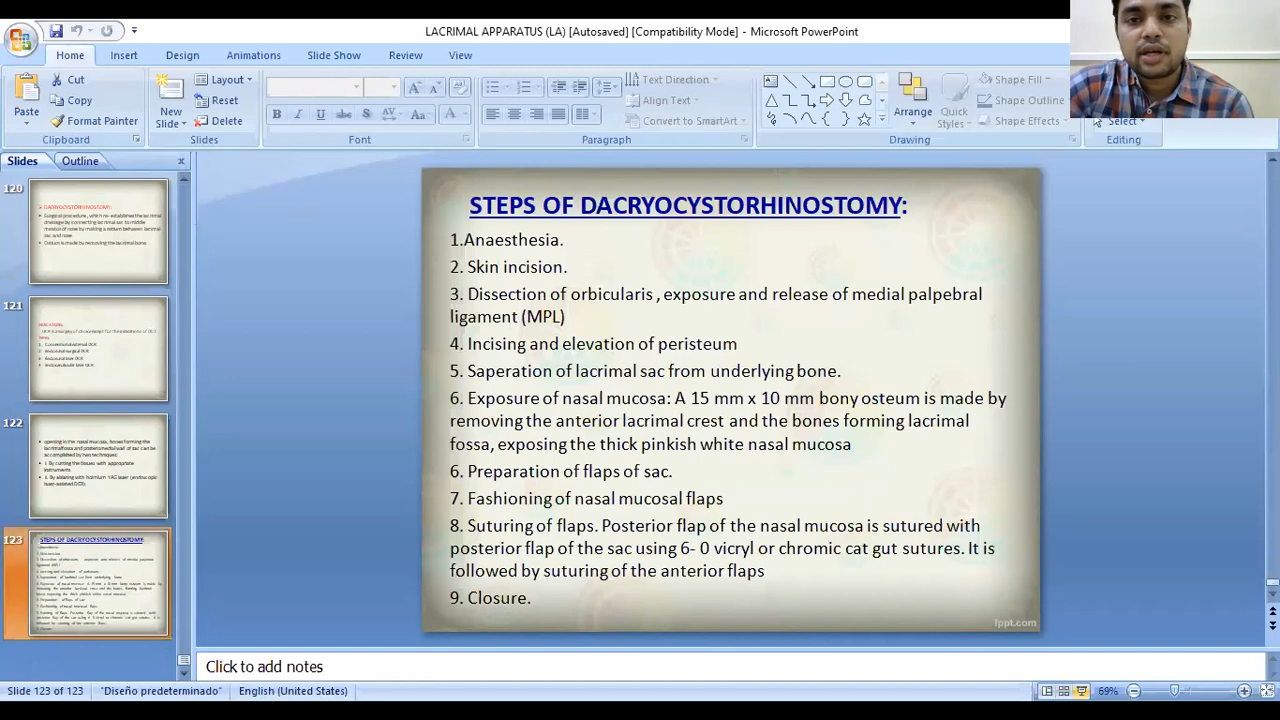 LACRIMAL APPARATUS (LA) [Autosaved] [Compatibility Mode] - Microsoft PowerPoint
Home Insert Design Animations Slide Show Review View
Cut
Copy
Format Painter
Paste
Clipboard
New
Slide
Layout
Reset
Delete
Slides
Font
Text Direction
Align Text
Convert to SmartArt
Paragraph
Arrange
Quick
Styles
Shape Fill
Shape Outline
Shape Effects
Drawing
Select
Editing
Slides Outline
120
121
122
123
STEPS OF DACRYOCYSTORHINOSTOMY:
1.Anaesthesia.
2. Skin incision.
3. Dissection of orbicularis , exposure and release of medial palpebral
ligament (MPL)
4. Incising and elevation of peristeum
5. Saperation of lacrimal sac from underlying bone.
6. Exposure of nasal mucosa: A 15 mm x 10 mm bony osteum is made by
removing the anterior lacrimal crest and the bones forming lacrimal
fossa, exposing the thick pinkish white nasal mucosa
6. Preparation of flaps of sac.
7. Fashioning of nasal mucosal flaps
8. Suturing of flaps. Posterior flap of the nasal mucosa is sutured with
posterior flap of the sac using 6- 0 vicryl or chromic cat gut sutures. It is
followed by suturing of the anterior flaps
9. Closure.
fppt.com
Click to add notes
Slide 123 of 123 "Diseño predeterminado" English (United States) 69%